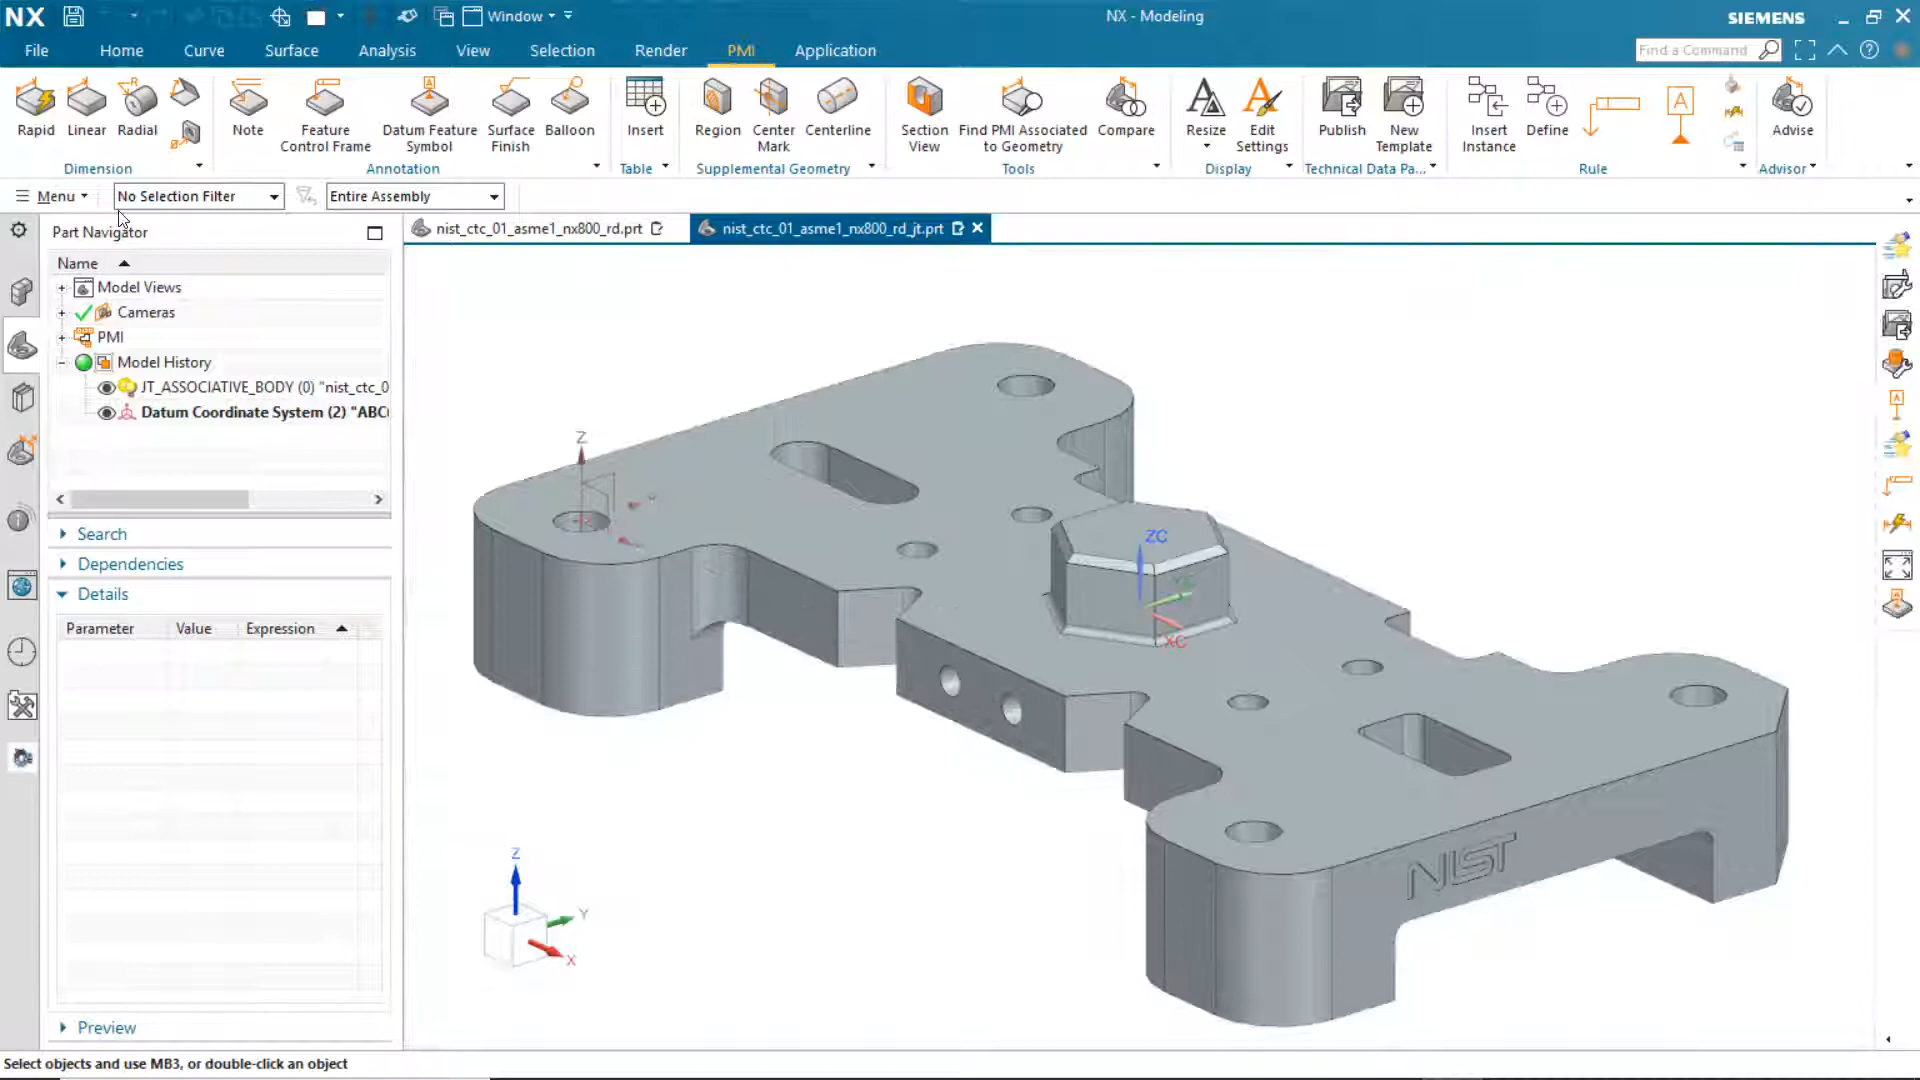 NX Window NX - Modeling SIEMENS
File Home Curve Surface Analysis View Selection Render PMI Application Find a Command
Rapid Linear Radial Note Feature Control Frame Datum Feature Symbol Surface Finish Balloon Insert Region Center Mark Centerline Section View Find PMI Associated to Geometry Compare Resize Edit Settings Publish New Template Insert Instance Define Advise
Dimension Annotation Table Supplemental Geometry Tools Display Technical Data Pa... Rule Advisor
Menu No Selection Filter Entire Assembly
Part Navigator nist_ctc_01_asme1_nx800_rd.prt nist_ctc_01_asme1_nx800_rd_jt.prt
Name
Model Views
Cameras
PMI
Model History
JT_ASSOCIATIVE_BODY (0) "nist_ctc_0
Datum Coordinate System (2) "ABC
Z
Search
ZC
Dependencies
YC
Details
Parameter Value Expression
XC
NIST
Z
Y
X
Preview
Select objects and use MB3, or double-click an object